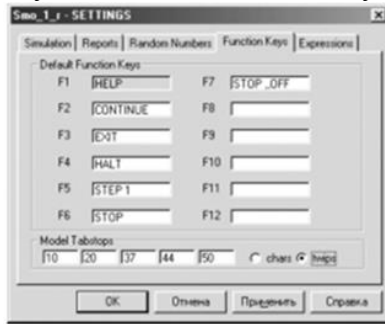 Smo_1_r - SETTINGS
Simulation Reports Random Numbers Function Keys Expressions
Default Function Keys
F1 HELP F7 STOP ,,OFF
F2 CONTINUE F8
F3 EXIT F9
F4 HALT F10
F5 STEP 1 F11
F6 STOP F12
Model Tabstops
10 20 37 44 50 chars twips
OK Отмена Применить Справка